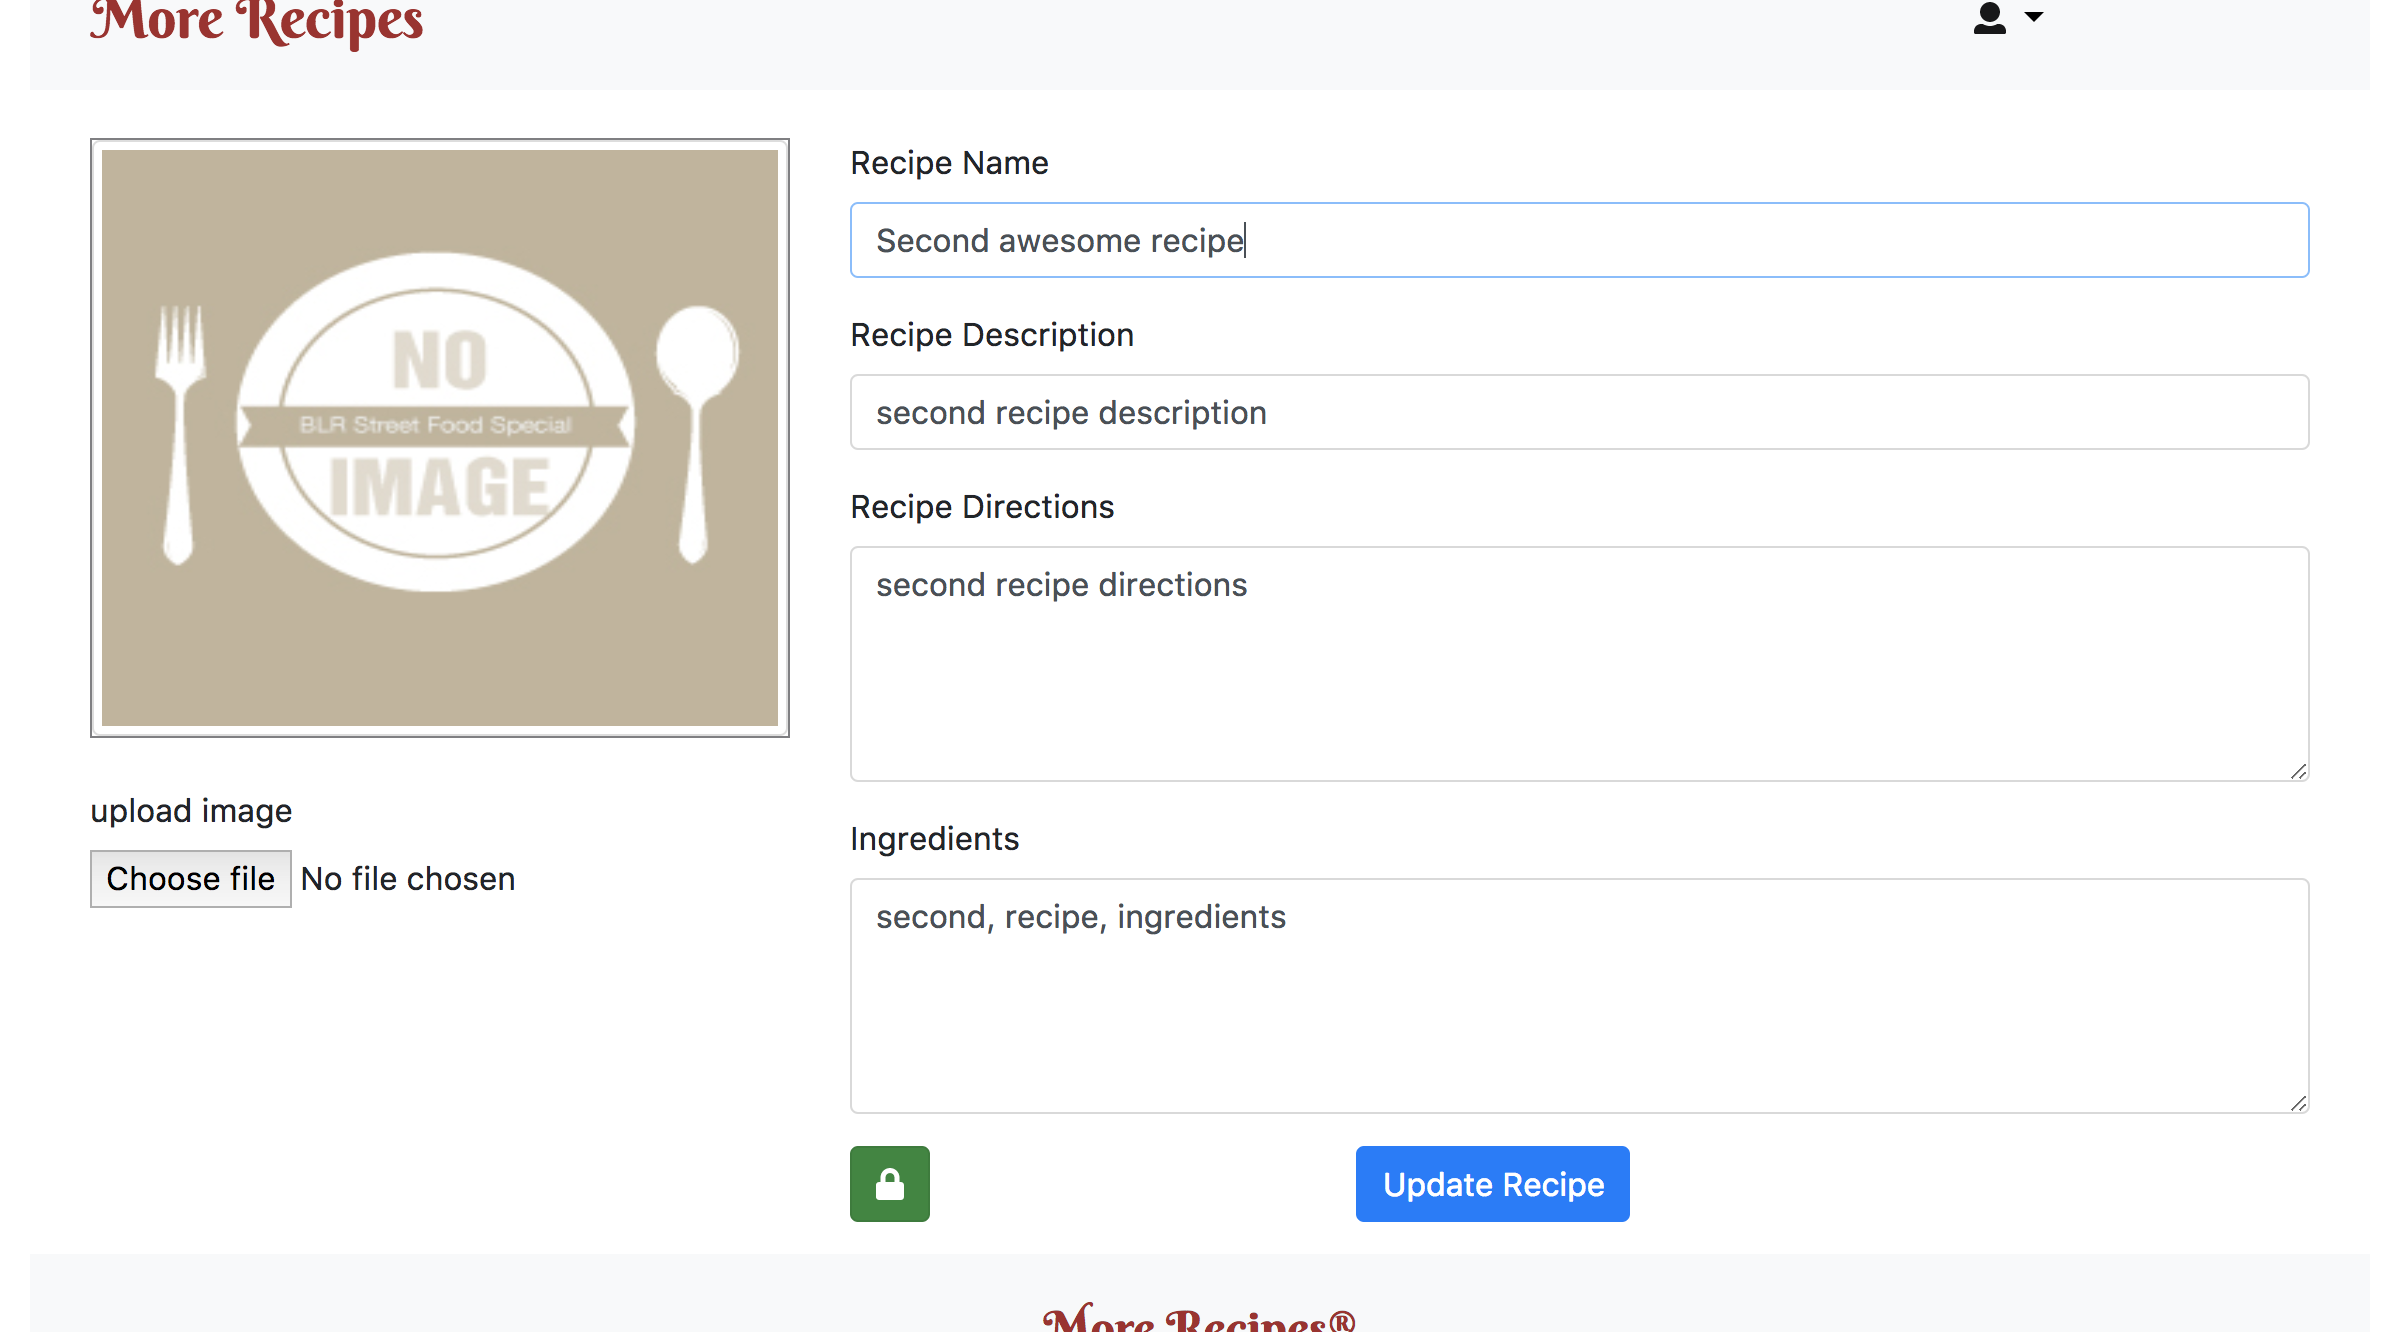 More Recipes
NO
BLR Street Food Special
IMAGE
upload image
Choose file No file chosen
Recipe Name
Second awesome recipe
Recipe Description
second recipe description
Recipe Directions
second recipe directions
Ingredients
second, recipe, ingredients
Update Recipe
More Recipes®